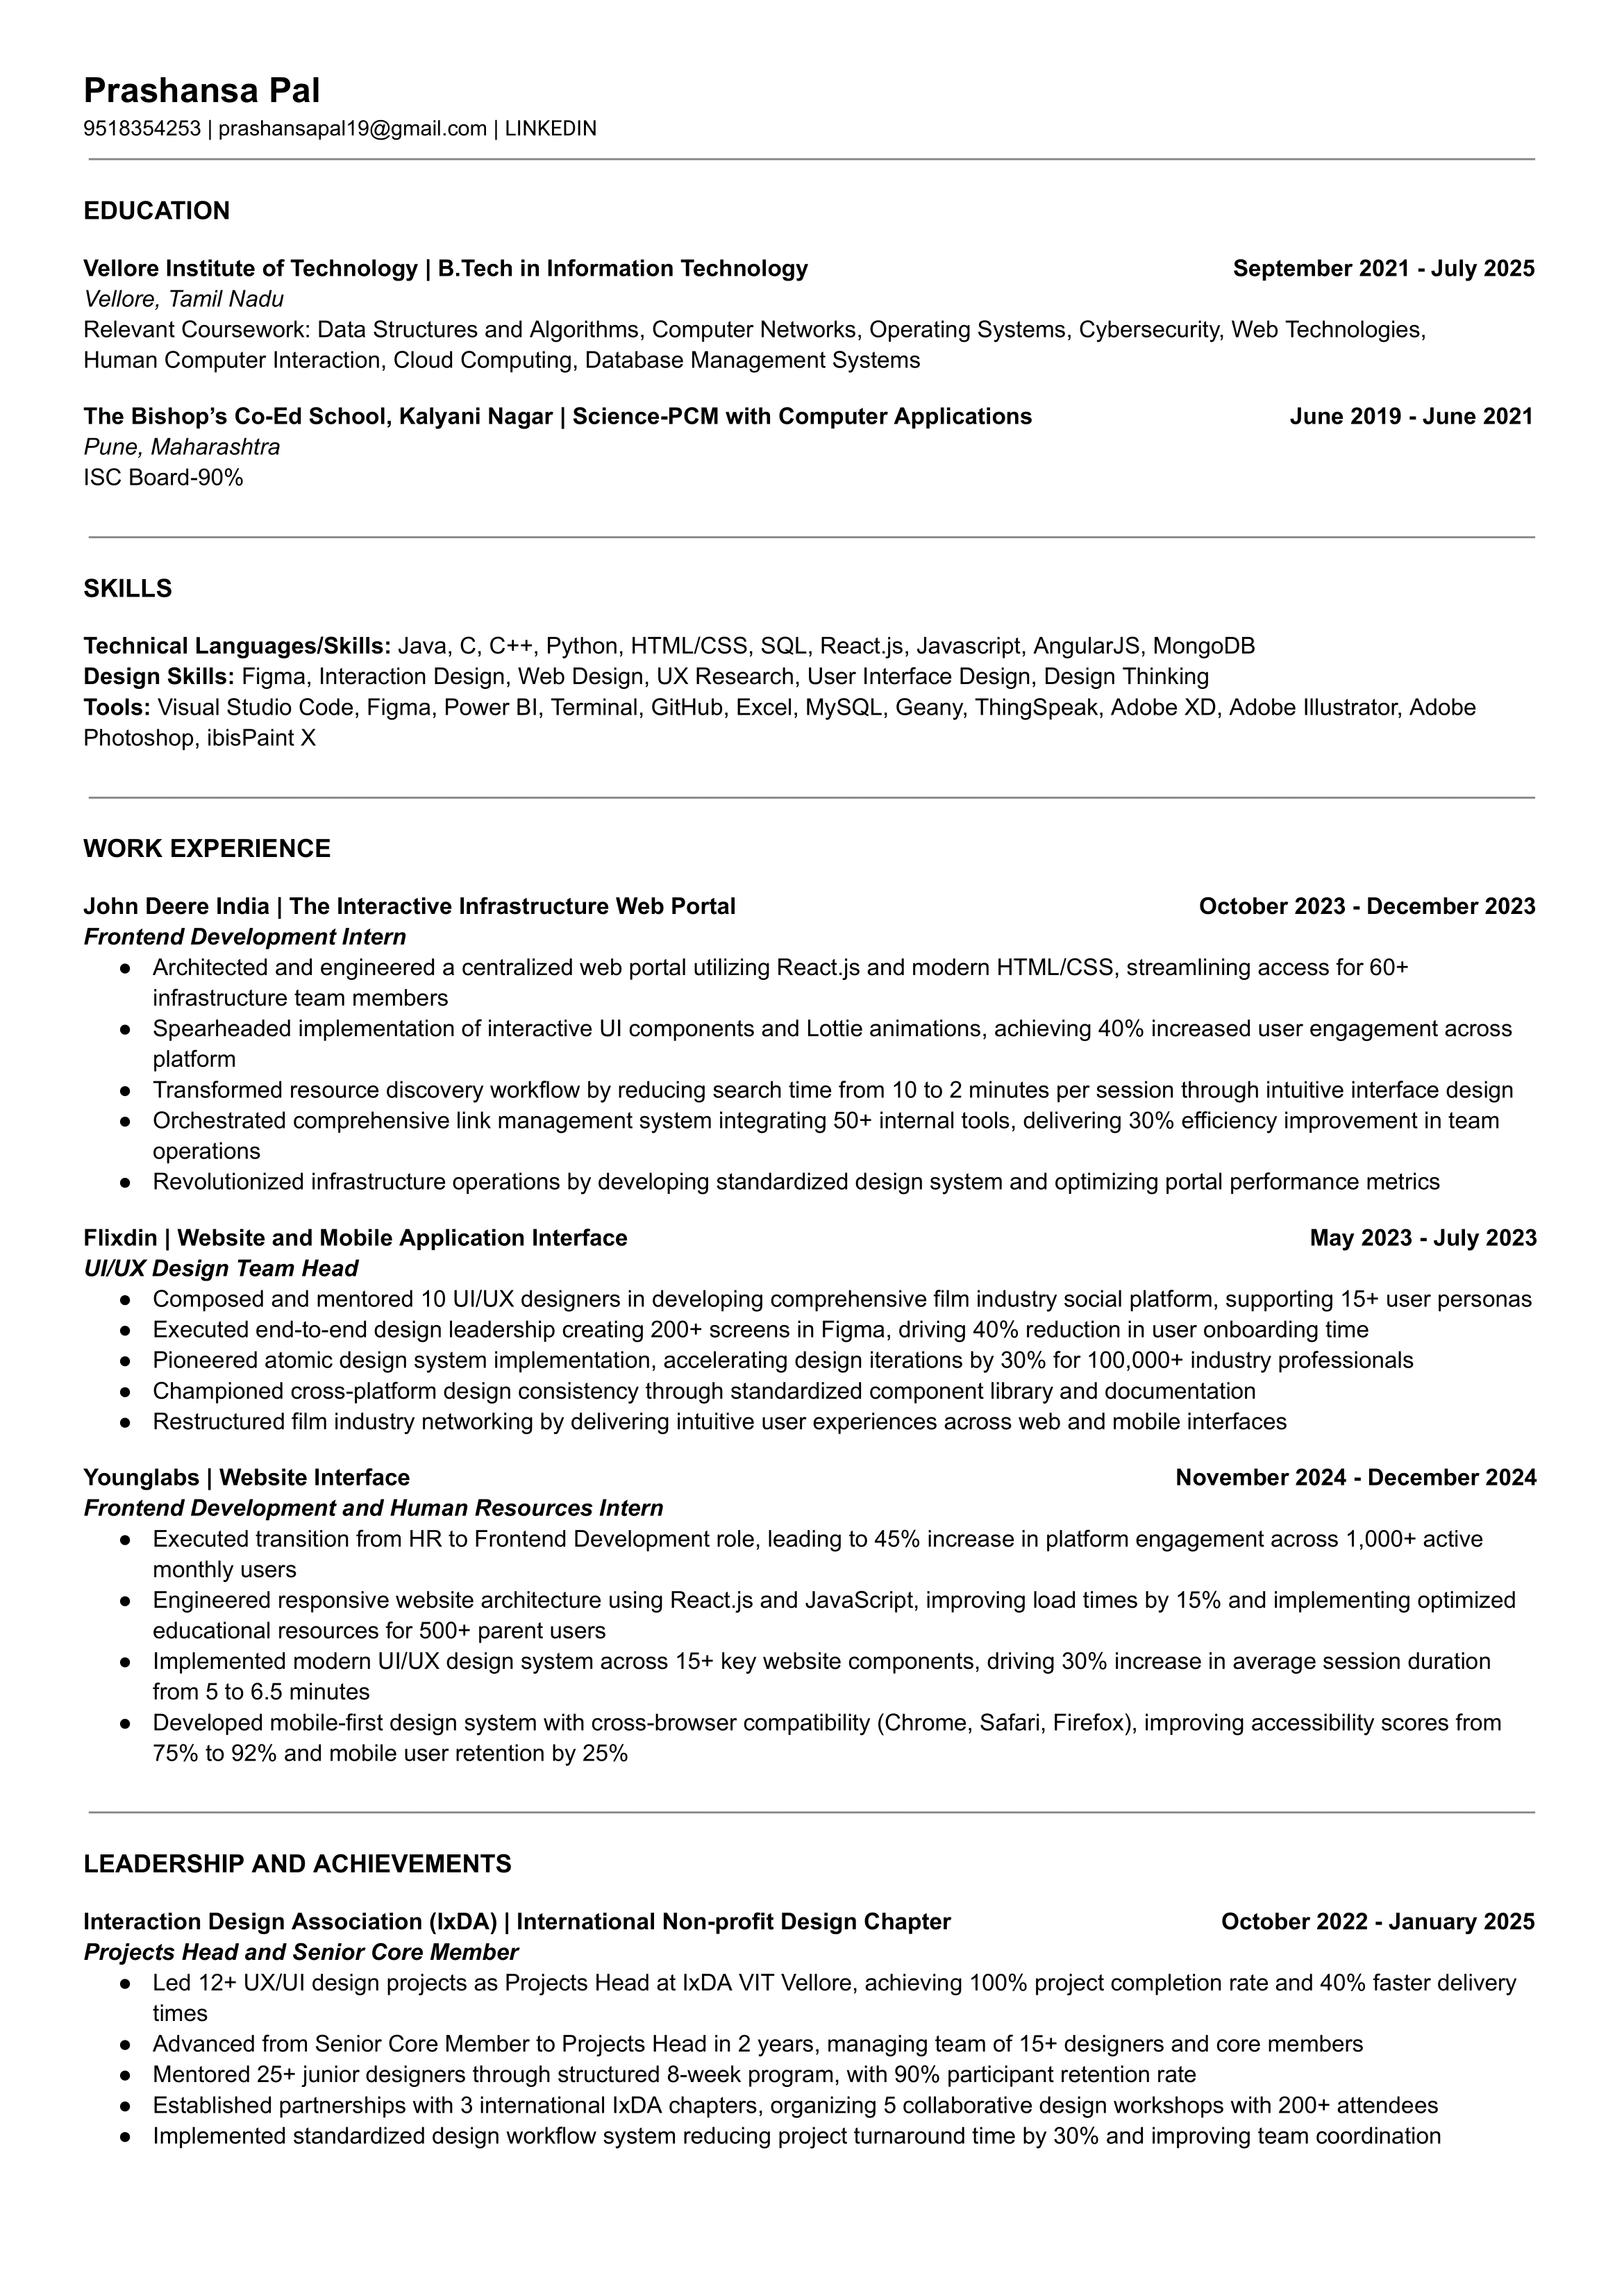 Prashansa Pal
9518354253 | prashansapal19@gmail.com | LINKEDIN
EDUCATION
Vellore Institute of Technology | B.Tech in Information Technology September 2021 - July 2025
Vellore, Tamil Nadu
Relevant Coursework: Data Structures and Algorithms, Computer Networks, Operating Systems, Cybersecurity, Web Technologies,
Human Computer Interaction, Cloud Computing, Database Management Systems
The Bishop’s Co-Ed School, Kalyani Nagar | Science-PCM with Computer Applications June 2019 - June 2021
Pune, Maharashtra
ISC Board-90%
SKILLS
Technical Languages/Skills: Java, C, C++, Python, HTML/CSS, SQL, React.js, Javascript, AngularJS, MongoDB
Design Skills: Figma, Interaction Design, Web Design, UX Research, User Interface Design, Design Thinking
Tools: Visual Studio Code, Figma, Power BI, Terminal, GitHub, Excel, MySQL, Geany, ThingSpeak, Adobe XD, Adobe Illustrator, Adobe
Photoshop, ibisPaint X
WORK EXPERIENCE
John Deere India | The Interactive Infrastructure Web Portal October 2023 - December 2023
Frontend Development Intern
● Architected and engineered a centralized web portal utilizing React.js and modern HTML/CSS, streamlining access for 60+
infrastructure team members
● Spearheaded implementation of interactive UI components and Lottie animations, achieving 40% increased user engagement across
platform
● Transformed resource discovery workflow by reducing search time from 10 to 2 minutes per session through intuitive interface design
● Orchestrated comprehensive link management system integrating 50+ internal tools, delivering 30% efficiency improvement in team
operations
● Revolutionized infrastructure operations by developing standardized design system and optimizing portal performance metrics
Flixdin | Website and Mobile Application Interface May 2023 - July 2023
UI/UX Design Team Head
● Composed and mentored 10 UI/UX designers in developing comprehensive film industry social platform, supporting 15+ user personas
● Executed end-to-end design leadership creating 200+ screens in Figma, driving 40% reduction in user onboarding time
● Pioneered atomic design system implementation, accelerating design iterations by 30% for 100,000+ industry professionals
● Championed cross-platform design consistency through standardized component library and documentation
● Restructured film industry networking by delivering intuitive user experiences across web and mobile interfaces
Younglabs | Website Interface November 2024 - December 2024
Frontend Development and Human Resources Intern
● Executed transition from HR to Frontend Development role, leading to 45% increase in platform engagement across 1,000+ active
monthly users
● Engineered responsive website architecture using React.js and JavaScript, improving load times by 15% and implementing optimized
educational resources for 500+ parent users
● Implemented modern UI/UX design system across 15+ key website components, driving 30% increase in average session duration
from 5 to 6.5 minutes
● Developed mobile-first design system with cross-browser compatibility (Chrome, Safari, Firefox), improving accessibility scores from
75% to 92% and mobile user retention by 25%
LEADERSHIP AND ACHIEVEMENTS
Interaction Design Association (IxDA) | International Non-profit Design Chapter October 2022 - January 2025
Projects Head and Senior Core Member
● Led 12+ UX/UI design projects as Projects Head at IxDA VIT Vellore, achieving 100% project completion rate and 40% faster delivery
times
● Advanced from Senior Core Member to Projects Head in 2 years, managing team of 15+ designers and core members
● Mentored 25+ junior designers through structured 8-week program, with 90% participant retention rate
● Established partnerships with 3 international IxDA chapters, organizing 5 collaborative design workshops with 200+ attendees
● Implemented standardized design workflow system reducing project turnaround time by 30% and improving team coordination